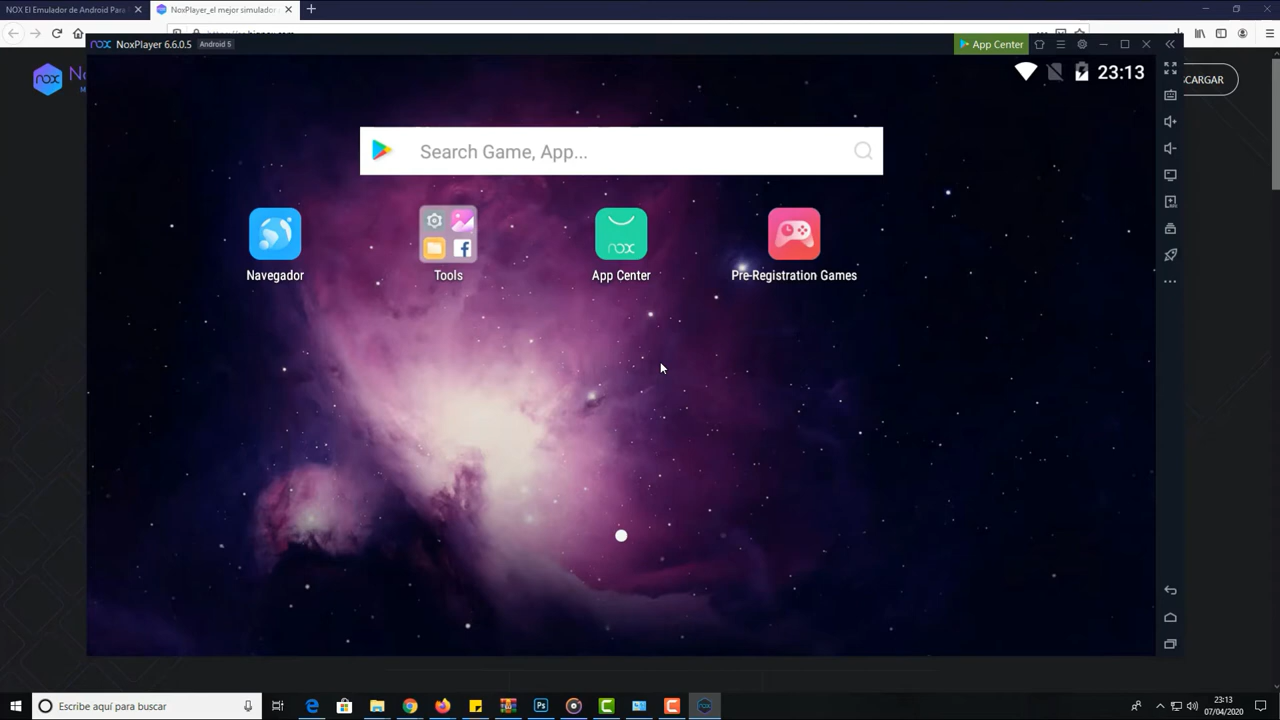 NOX El Emulador de Android Para
NoxPlayer_el mejor simulador
NoxPlayer 6.6.0.5 Android 5
App Center
SCARGAR
23:13
Search Game, App...
Navegador
Tools
nox
App Center
Pre-Registration Games
Escribe aquí para buscar
23:13
07/04/2020